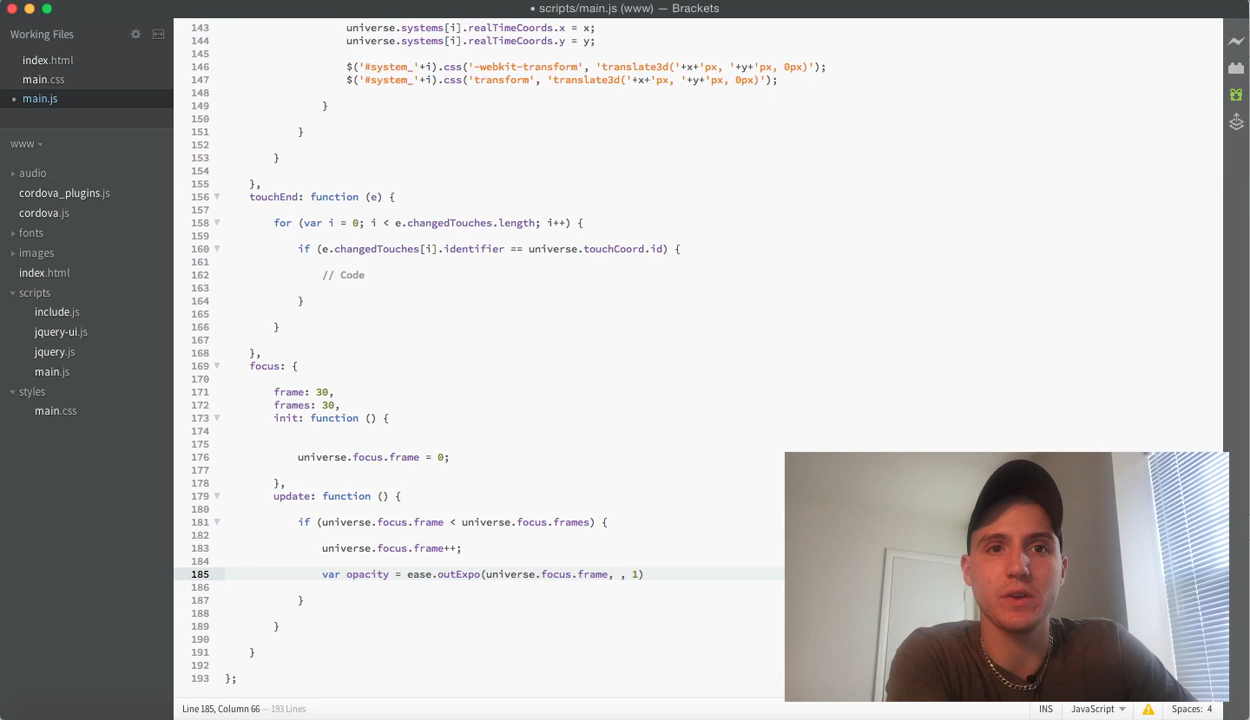 • scripts/main.js (www) — Brackets
Working Files
index.html
main.css
• main.js
www
audio
cordova_plugins.js
cordova.js
fonts
images
index.html
scripts
include.js
jquery-ui.js
jquery.js
main.js
styles
main.css
143 universe.systems[i].realTimeCoords.x = x;
144 universe.systems[i].realTimeCoords.y = y;
145
146 $('#system_'+i).css('-webkit-transform', 'translate3d('+x+'px, '+y+'px, 0px)');
147 $('#system_'+i).css('transform', 'translate3d('+x+'px, '+y+'px, 0px)');
148
149 }
150
151 }
152
153 }
154
155 },
156 touchEnd: function (e) {
157
158 for (var i = 0; i < e.changedTouches.length; i++) {
159
160 if (e.changedTouches[i].identifier == universe.touchCoord.id) {
161
162 // Code
163
164 }
165
166 }
167
168 },
169 focus: {
170
171 frame: 30,
172 frames: 30,
173 init: function () {
174
175
176 universe.focus.frame = 0;
177
178 },
179 update: function () {
180
181 if (universe.focus.frame < universe.focus.frames) {
182
183 universe.focus.frame++;
184
185 var opacity = ease.outExpo(universe.focus.frame, , 1)
186
187 }
188
189 }
190
191 }
192
193 };
Line 185, Column 66 — 193 Lines
INS JavaScript Spaces: 4